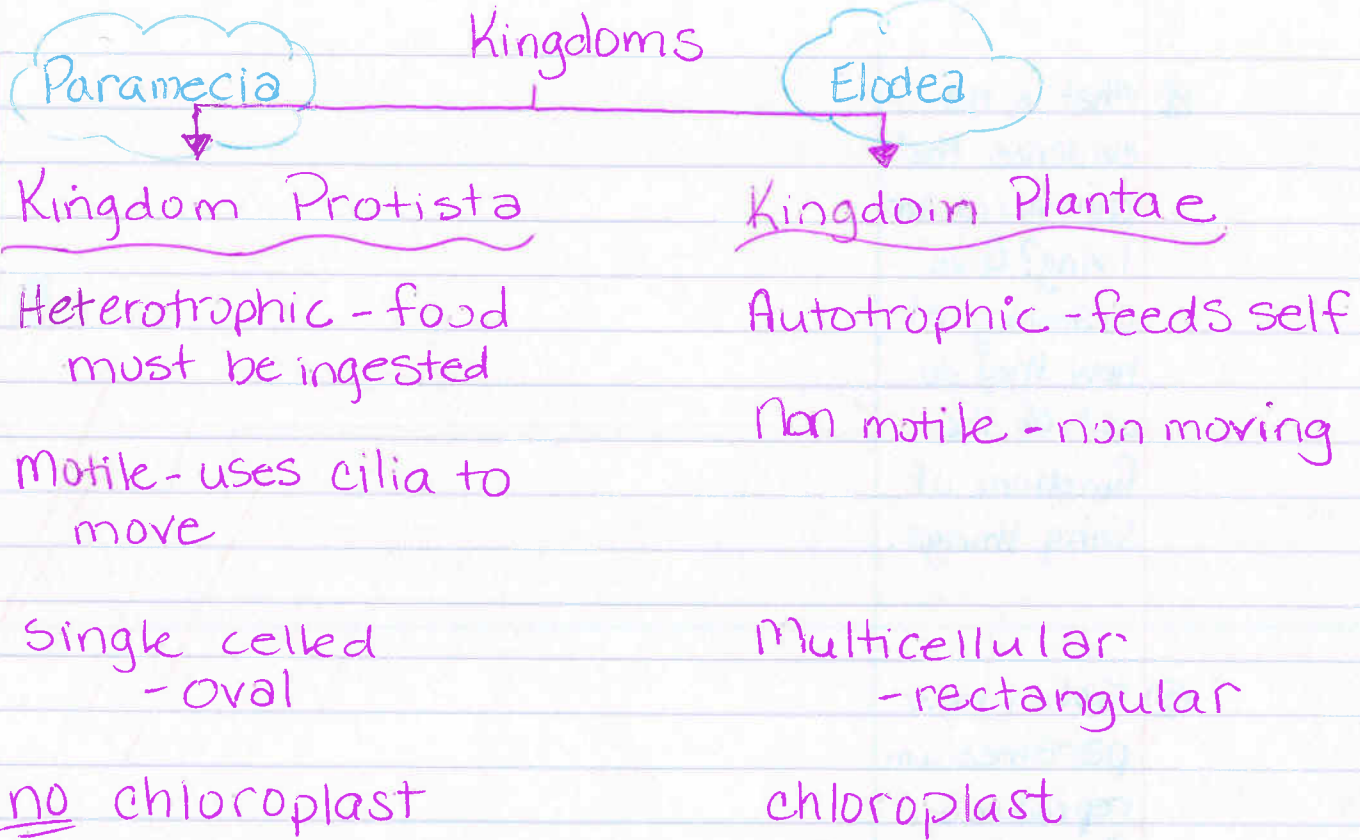 Kingdoms
Paramecia
Elodea
Kingdom Protista
Heterotrophic - food
must be ingested
Motile - uses cilia to
move
Single celled
- oval
no chloroplast
Kingdom Plantae
Autotrophic - feeds self
Non motile - non moving
Multicellular
- rectangular
chloroplast